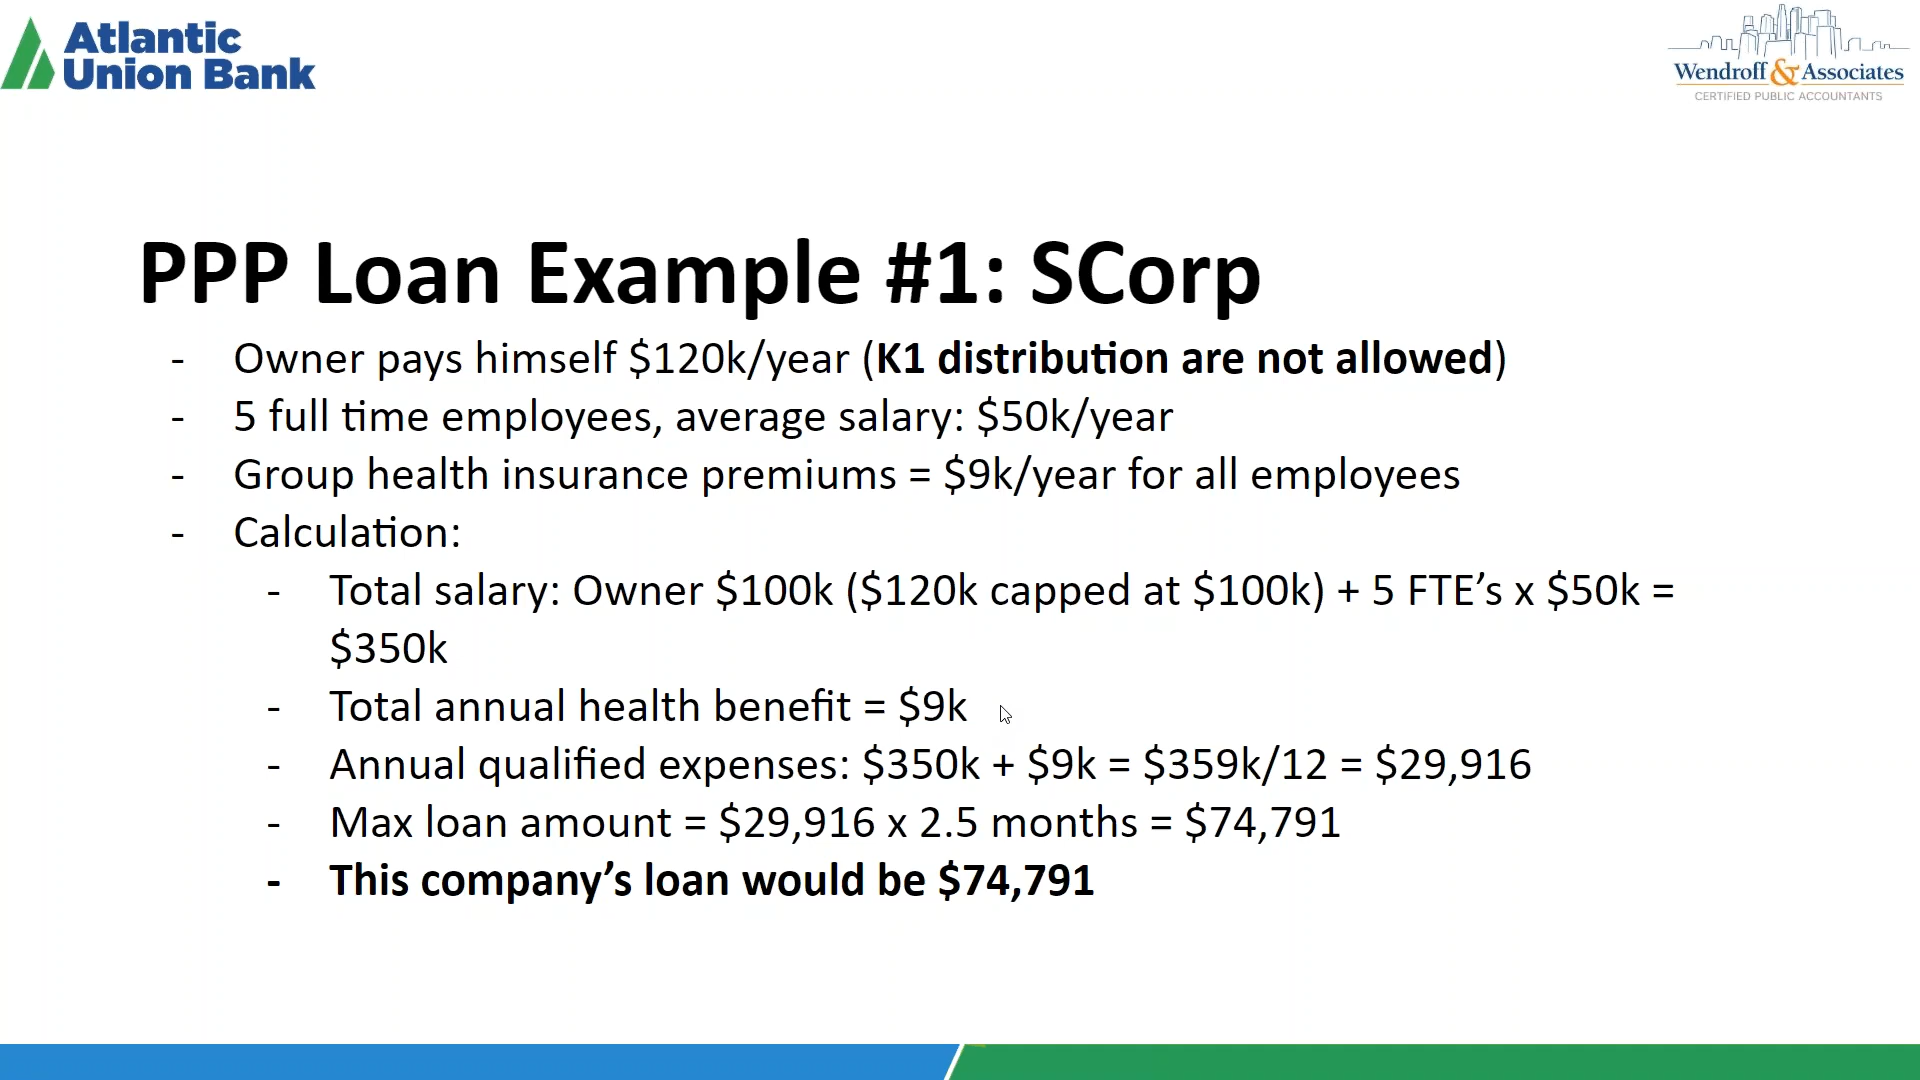 Atlantic
Union Bank
Wendroff & Associates
CERTIFIED PUBLIC ACCOUNTANTS
PPP Loan Example #1: SCorp
- Owner pays himself $120k/year (K1 distribution are not allowed)
- 5 full time employees, average salary: $50k/year
- Group health insurance premiums = $9k/year for all employees
- Calculation:
- Total salary: Owner $100k ($120k capped at $100k) + 5 FTE’s x $50k =
$350k
- Total annual health benefit = $9k
- Annual qualified expenses: $350k + $9k = $359k/12 = $29,916
- Max loan amount = $29,916 x 2.5 months = $74,791
- This company’s loan would be $74,791